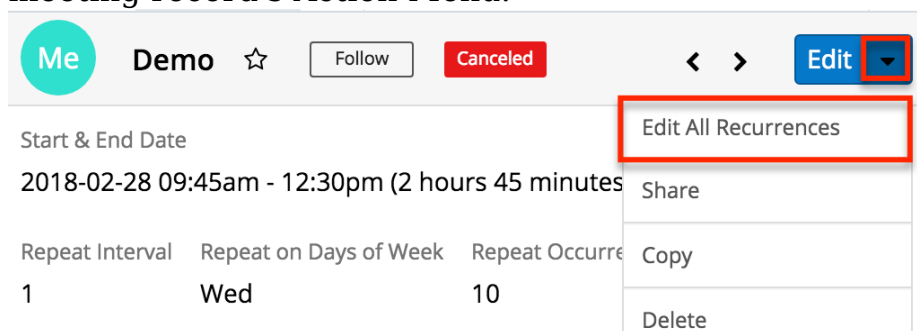 meeting record's Action Menu.
Me Demo Follow Canceled Edit
Edit All Recurrences
Start & End Date
2018-02-28 09:45am - 12:30pm (2 hours 45 minutes
Share
Repeat Interval Repeat on Days of Week Repeat Occurre
Copy
1 Wed 10
Delete